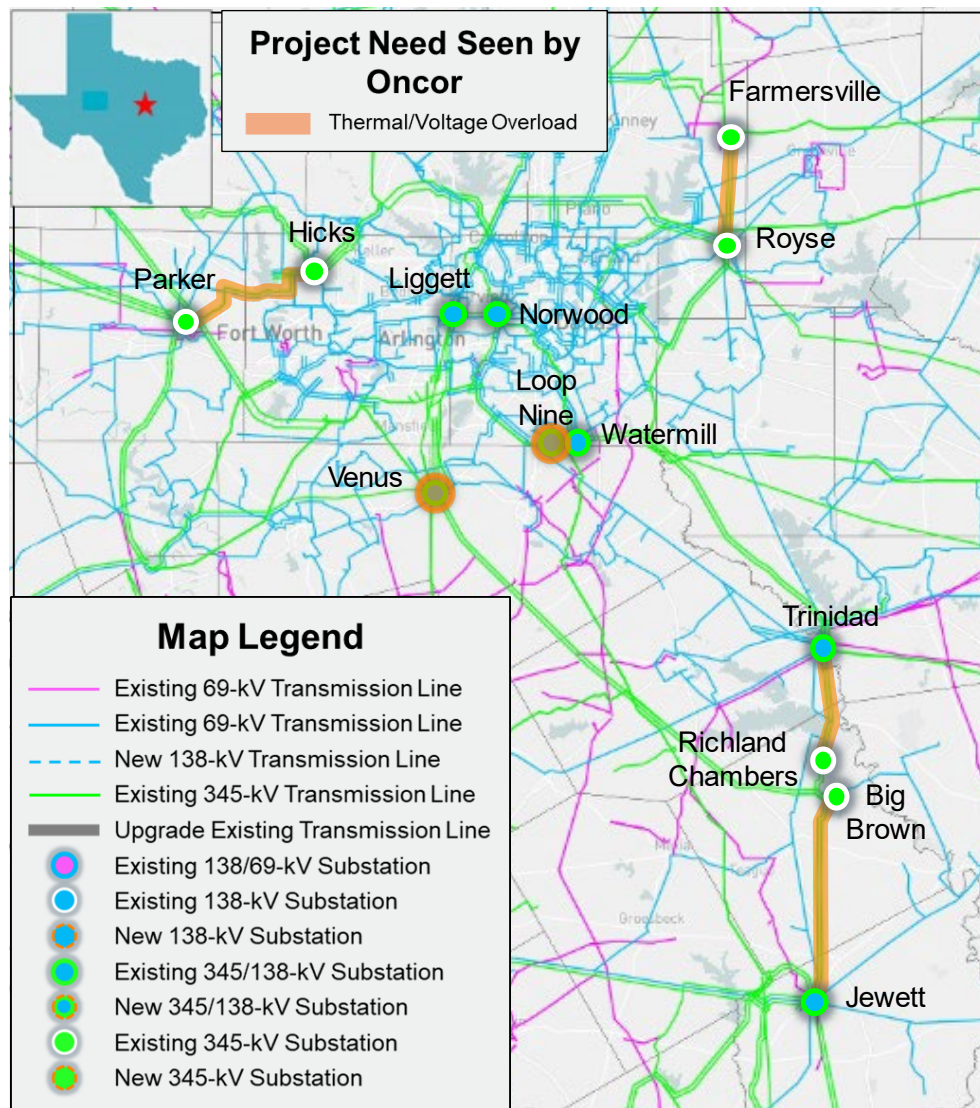 Project Need Seen by
Oncor
Thermal/Voltage Overload
Farmersville
Hicks
Royse
Parker
Liggett
Norwood
Fort Worth
Arlington
Loop
Nine
Watermill
Mansfield
Venus
Trinidad
Richland
Chambers
Big
Brown
Groesbeck
Jewett
Map Legend
Existing 69-kV Transmission Line
Existing 69-kV Transmission Line
New 138-kV Transmission Line
Existing 345-kV Transmission Line
Upgrade Existing Transmission Line
Existing 138/69-kV Substation
Existing 138-kV Substation
New 138-kV Substation
Existing 345/138-kV Substation
New 345/138-kV Substation
Existing 345-kV Substation
New 345-kV Substation